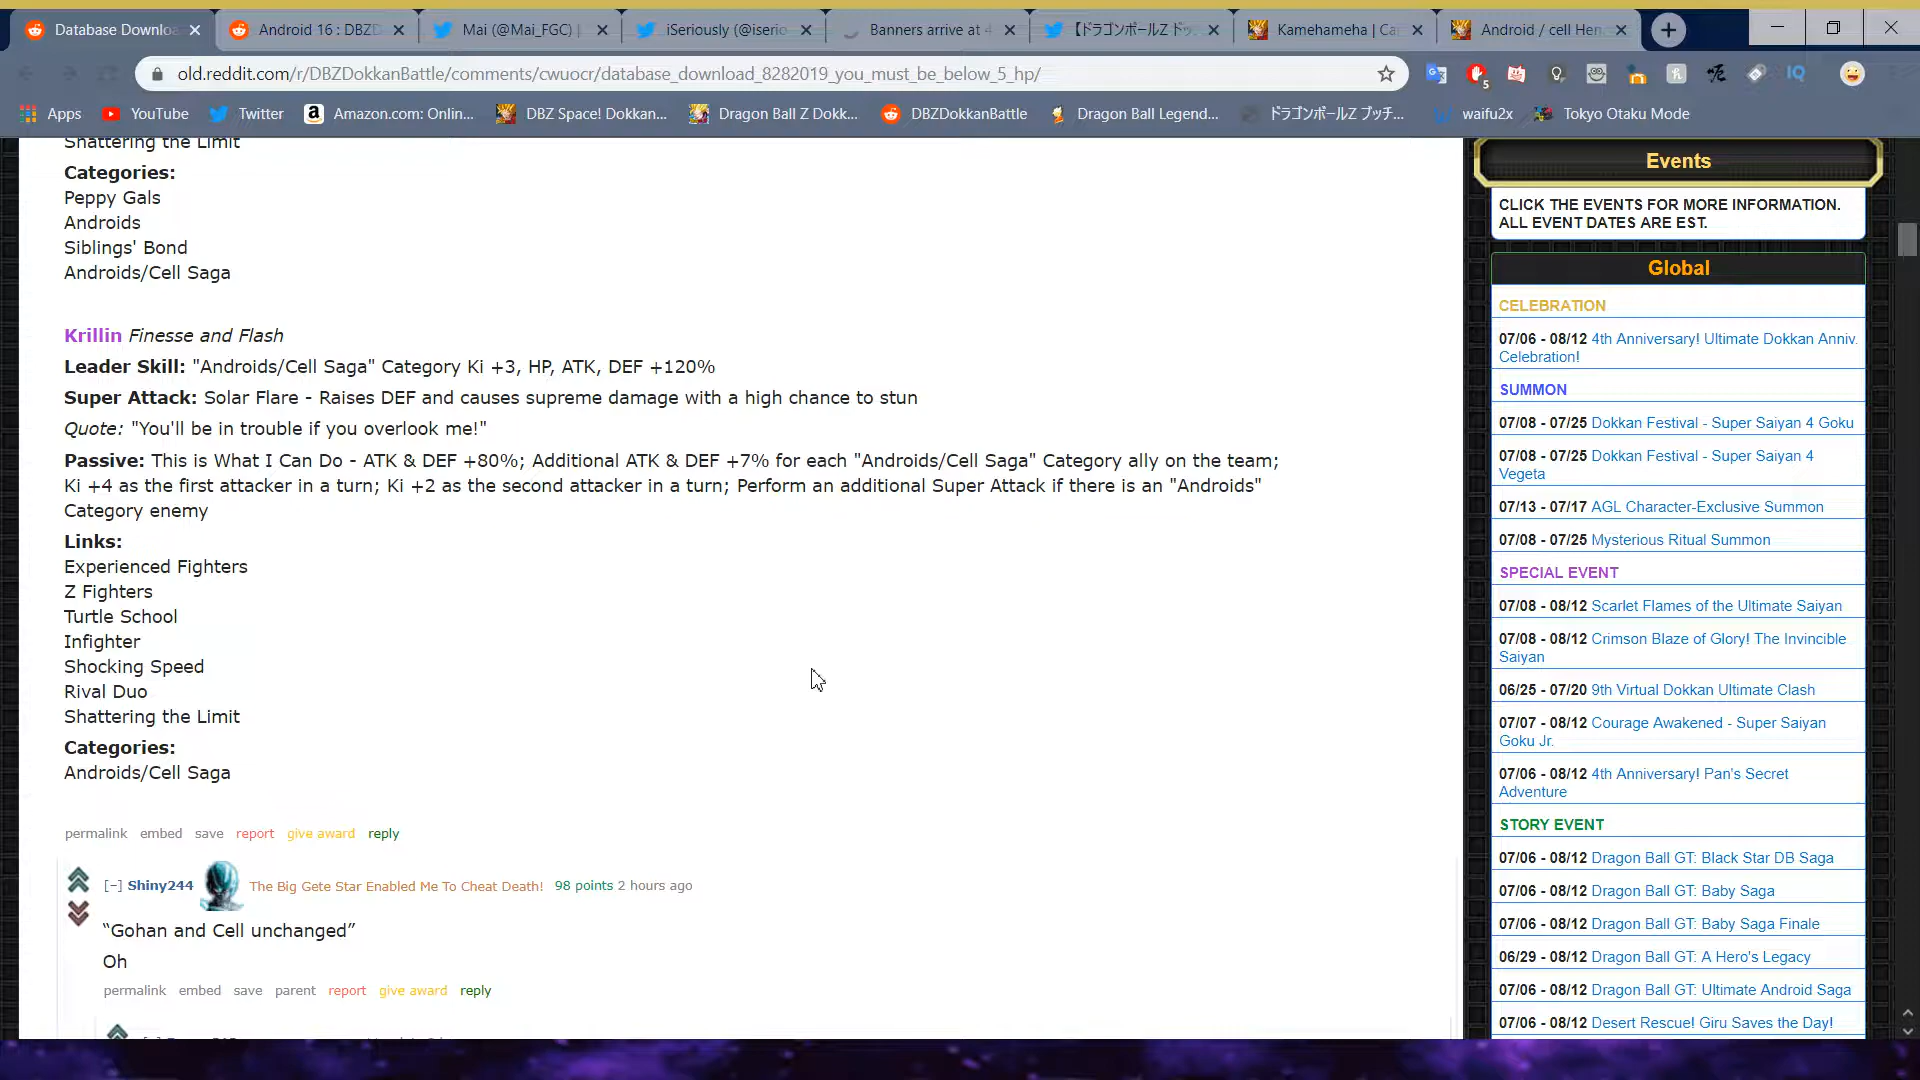 Database Downlo
Android 16 : DBZD
Mai (@Mai_FGC) |
iSeriously (@iserio
Banners arrive at 4
【ドラゴンボールZ ドッ
Kamehameha | Ca
Android / cell Hen
old.reddit.com/r/DBZDokkanBattle/comments/cwuocr/database_download_8282019_you_must_be_below_5_hp/
5
IQ
Apps
YouTube
Twitter
Amazon.com: Onlin...
DBZ Space! Dokkan...
Dragon Ball Z Dokk...
DBZDokkanBattle
Dragon Ball Legend...
ドラゴンボールZ ブッチ...
waifu2x
Tokyo Otaku Mode
Shattering the Limit
Categories:
Peppy Gals
Androids
Siblings' Bond
Androids/Cell Saga
Krillin Finesse and Flash
Leader Skill: "Androids/Cell Saga" Category Ki +3, HP, ATK, DEF +120%
Super Attack: Solar Flare - Raises DEF and causes supreme damage with a high chance to stun
Quote: "You'll be in trouble if you overlook me!"
Passive: This is What I Can Do - ATK & DEF +80%; Additional ATK & DEF +7% for each "Androids/Cell Saga" Category ally on the team;
Ki +4 as the first attacker in a turn; Ki +2 as the second attacker in a turn; Perform an additional Super Attack if there is an "Androids"
Category enemy
Links:
Experienced Fighters
Z Fighters
Turtle School
Infighter
Shocking Speed
Rival Duo
Shattering the Limit
Categories:
Androids/Cell Saga
permalink embed save report give award reply
[–] Shiny244 The Big Gete Star Enabled Me To Cheat Death! 98 points 2 hours ago
“Gohan and Cell unchanged”
Oh
permalink embed save parent report give award reply
Events
CLICK THE EVENTS FOR MORE INFORMATION.
ALL EVENT DATES ARE EST.
Global
CELEBRATION
07/06 - 08/12 4th Anniversary! Ultimate Dokkan Anniv.
Celebration!
SUMMON
07/08 - 07/25 Dokkan Festival - Super Saiyan 4 Goku
07/08 - 07/25 Dokkan Festival - Super Saiyan 4
Vegeta
07/13 - 07/17 AGL Character-Exclusive Summon
07/08 - 07/25 Mysterious Ritual Summon
SPECIAL EVENT
07/08 - 08/12 Scarlet Flames of the Ultimate Saiyan
07/08 - 08/12 Crimson Blaze of Glory! The Invincible
Saiyan
06/25 - 07/20 9th Virtual Dokkan Ultimate Clash
07/07 - 08/12 Courage Awakened - Super Saiyan
Goku Jr.
07/06 - 08/12 4th Anniversary! Pan's Secret
Adventure
STORY EVENT
07/06 - 08/12 Dragon Ball GT: Black Star DB Saga
07/06 - 08/12 Dragon Ball GT: Baby Saga
07/06 - 08/12 Dragon Ball GT: Baby Saga Finale
06/29 - 08/12 Dragon Ball GT: A Hero's Legacy
07/06 - 08/12 Dragon Ball GT: Ultimate Android Saga
07/06 - 08/12 Desert Rescue! Giru Saves the Day!